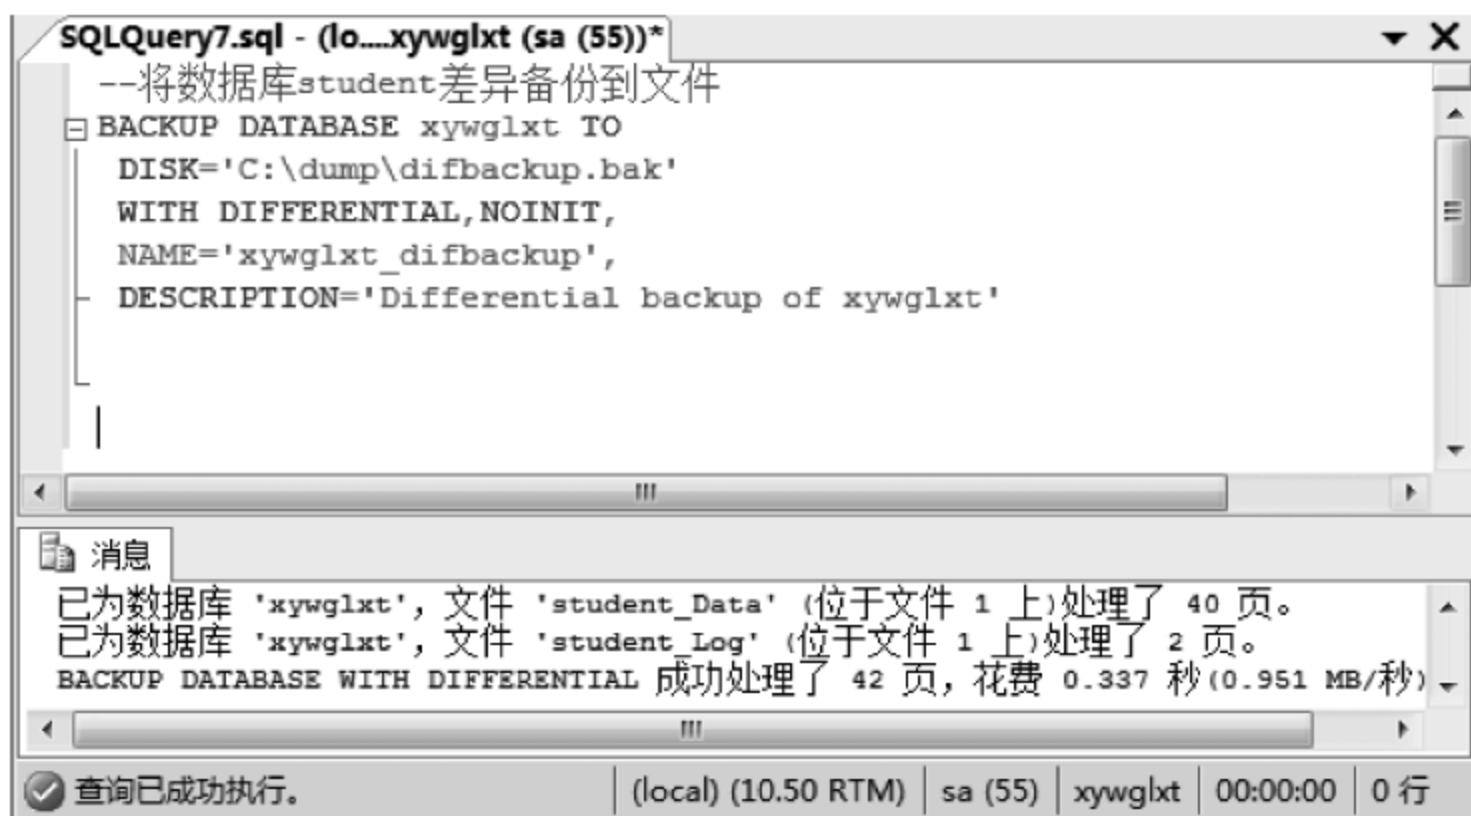 SQLQuery7.sql - (lo....xywglxt (sa (55))*
--将数据库student差异备份到文件
BACKUP DATABASE xywglxt TO
DISK='C:\dump\difbackup.bak'
WITH DIFFERENTIAL,NOINIT,
NAME='xywglxt_difbackup',
DESCRIPTION='Differential backup of xywglxt'
消息
已为数据库 'xywglxt'，文件 'student_Data' (位于文件 1 上)处理了 40 页。
已为数据库 'xywglxt'，文件 'student_Log' (位于文件 1 上)处理了 2 页。
BACKUP DATABASE WITH DIFFERENTIAL 成功处理了 42 页，花费 0.337 秒(0.951 MB/秒)
查询已成功执行。 (local) (10.50 RTM) sa (55) xywglxt 00:00:00 0 行